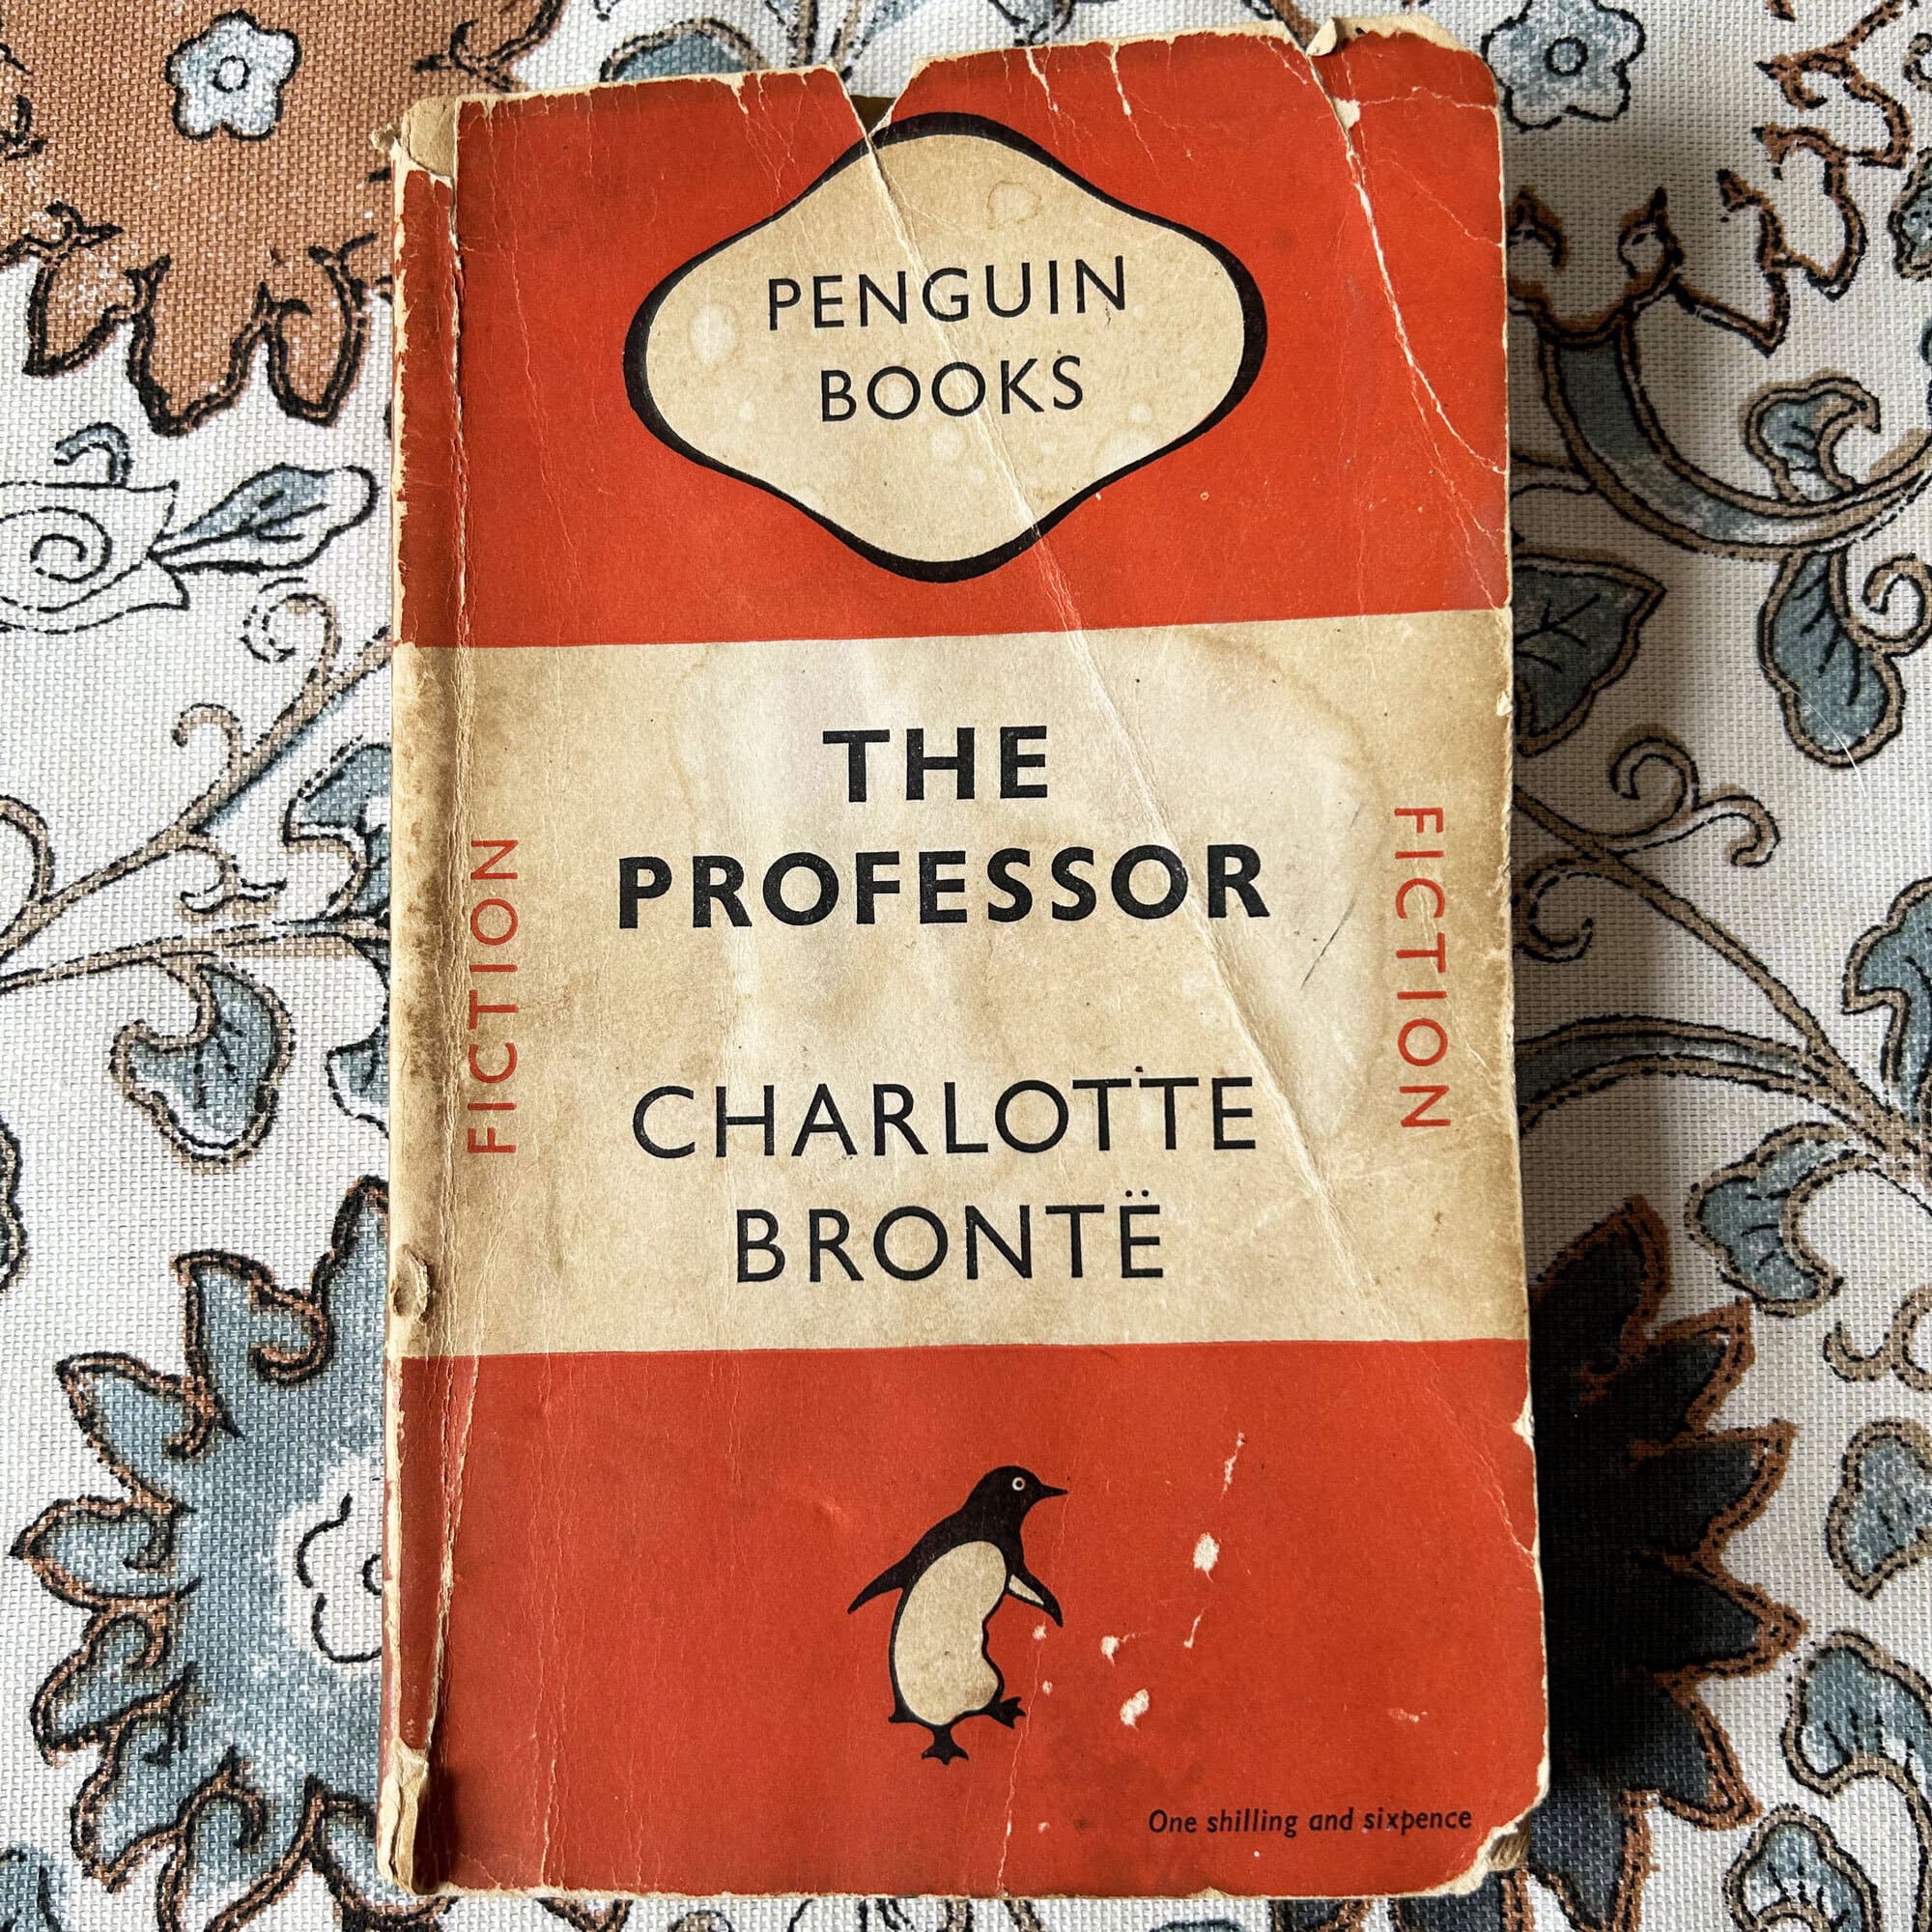 PENGUIN
BOOKS
THE
PROFESSOR
FICTION
FICTION
CHARLOTTE
BRONTË
One shilling and sixpence